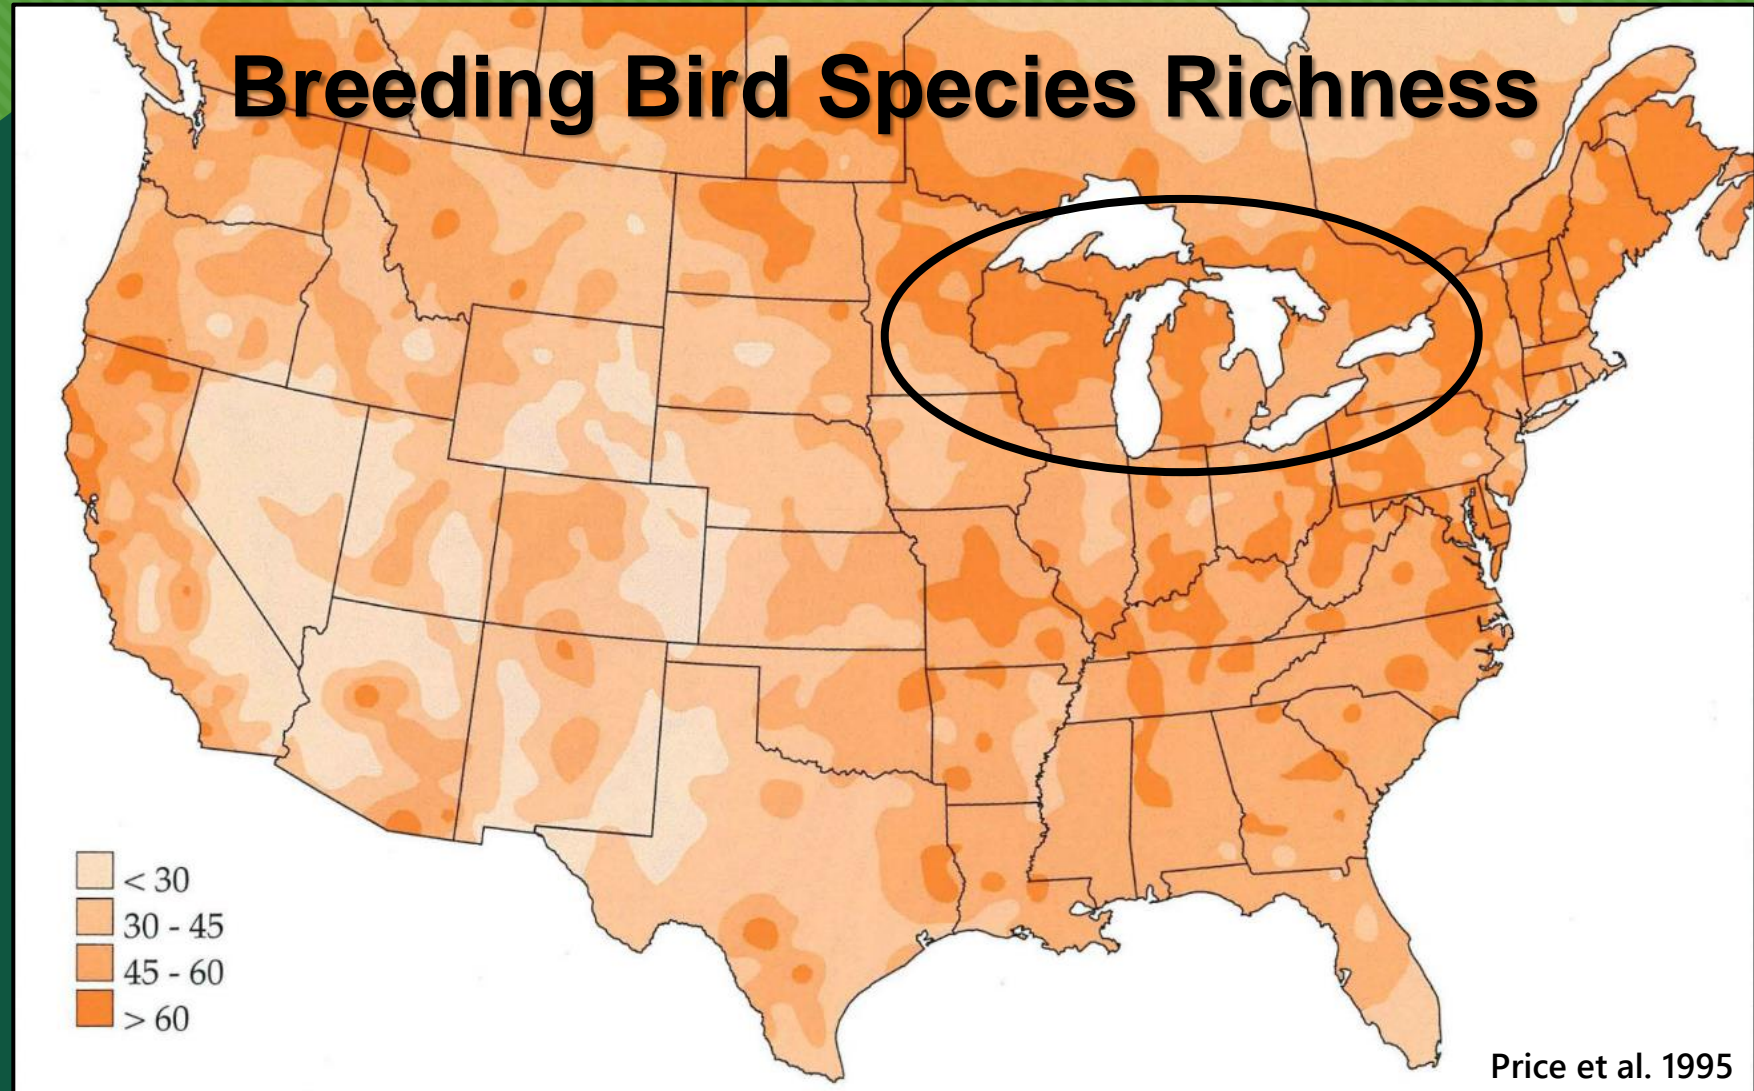 Breeding Bird Species Richness
< 30
30 - 45
45 - 60
> 60
Price et al. 1995